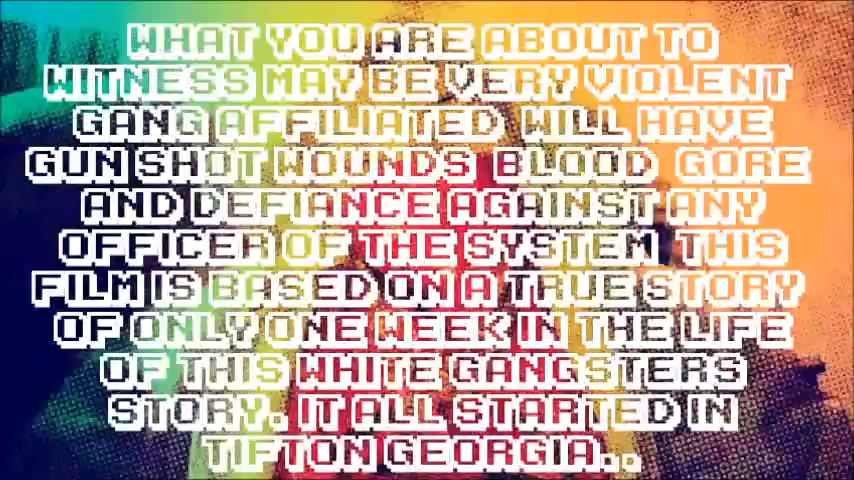 WHAT YOU ARE ABOUT TO
WITNESS MAY BE VERY VIOLENT
GANG AFFILIATED WILL HAVE
GUN SHOT WOUNDS BLOOD GORE
AND DEFIANCE AGAINST ANY
OFFICER OF THE SYSTEM THIS
FILM IS BASED ON A TRUE STORY
OF ONLY ONE WEEK IN THE LIFE
OF THIS WHITE GANGSTERS
STORY. IT ALL STARTED IN
TIFTON GEORGIA..